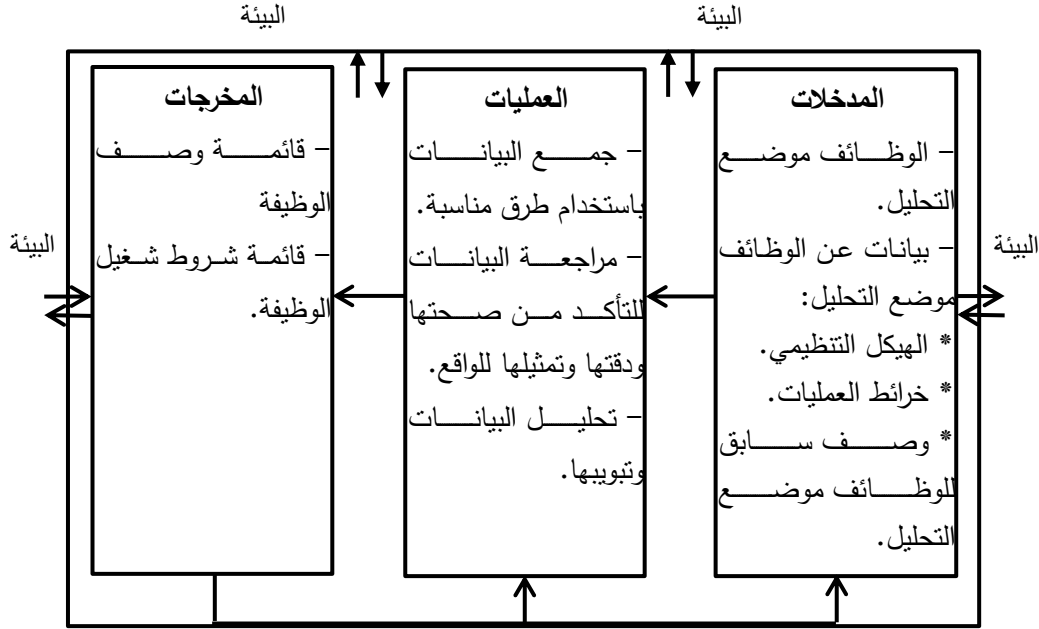 البيئة
البيئة
المدخلات
– الوظائف موضع
التحليل.
– بيانات عن الوظائف
موضع التحليل:
* الهيكل التنظيمي.
* خرائط العمليات.
* وصف سابق
للوظائف موضع
التحليل.
العمليات
– جمع البيانات
باستخدام طرق مناسبة.
– مراجعة البيانات
للتأكد من صحتها
ودقتها وتمثيلها للواقع.
– تحليل البيانات
وتبويبها.
المخرجات
– قائمة وصف
الوظيفة
– قائمة شروط شغيل
الوظيفة.
البيئة
البيئة